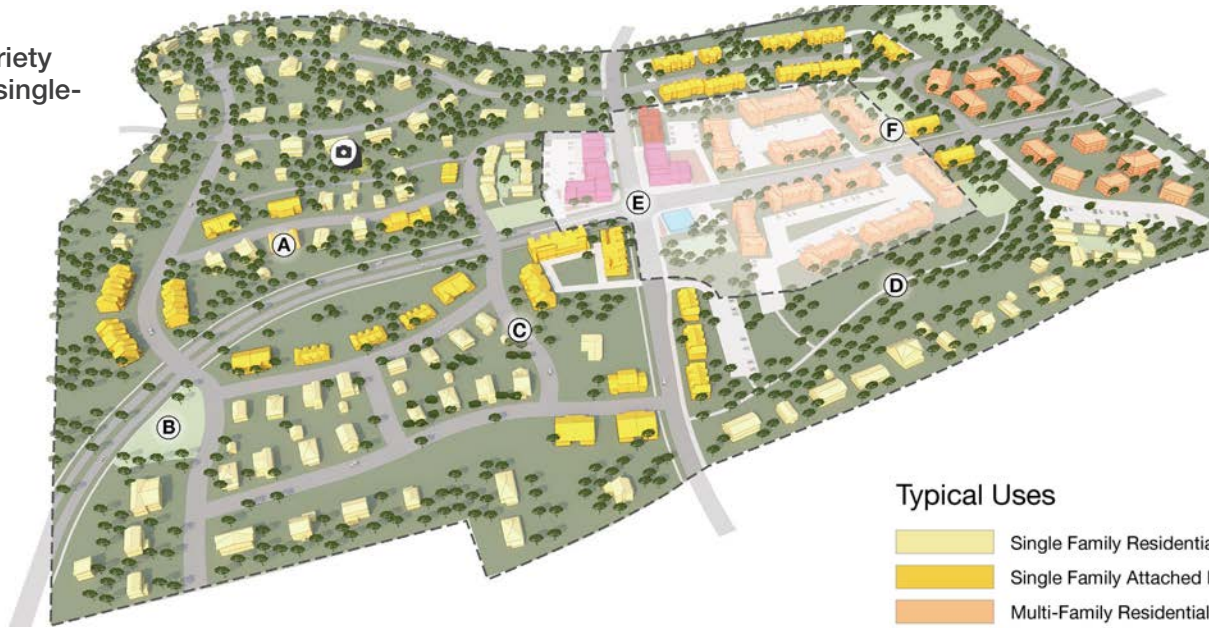 riety
single-
A
B
C
D
E
F
Typical Uses
Single Family Residentia
Single Family Attached
Multi-Family Residential